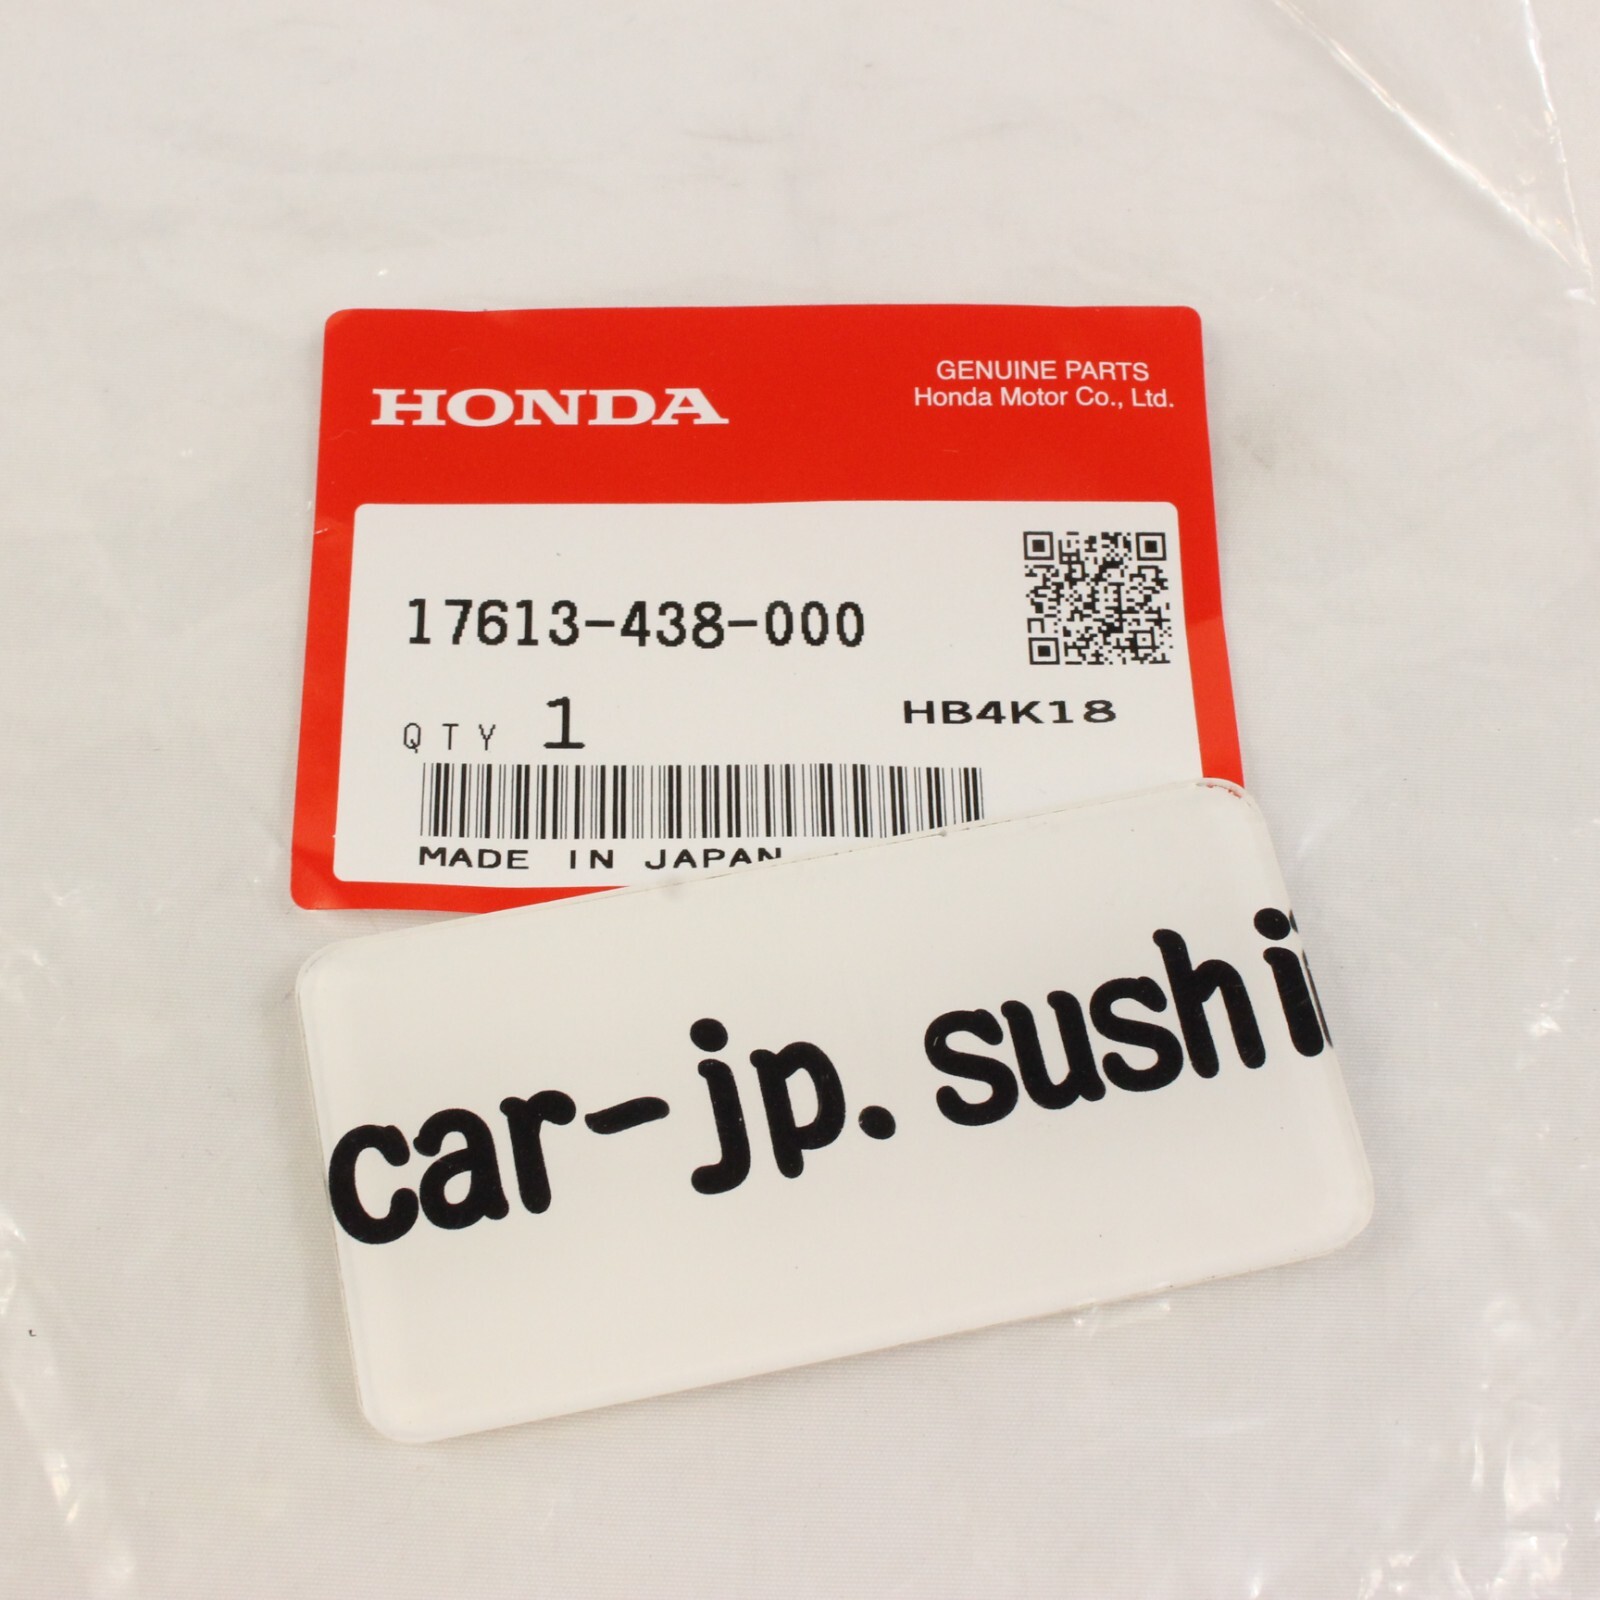 HONDA
GENUINE PARTS
Honda Motor Co., Ltd.
17613-438-000
QTY 1
HB4K18
MADE IN JAPAN
car-jp.sushi